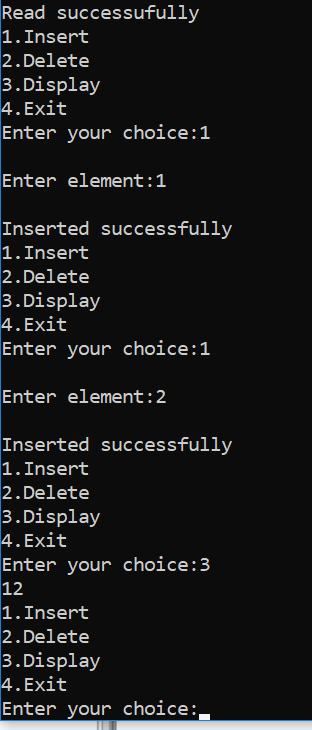 Read successufully
1.Insert
2.Delete
3.Display
4.Exit
Enter your choice:1
Enter element:1
Inserted successfully
1.Insert
2.Delete
3.Display
4.Exit
Enter your choice:1
Enter element:2
Inserted successfully
1.Insert
2.Delete
3.Display
4.Exit
Enter your choice:3
12
1.Insert
2.Delete
3.Display
4.Exit
Enter your choice: